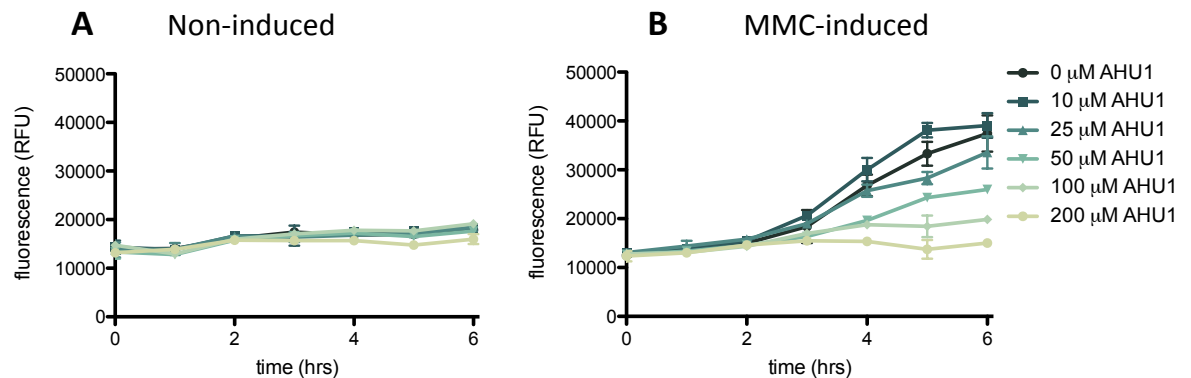 A Non-induced
50000
40000
30000
20000
10000
0
fluorescence (RFU)
0 2 4 6
time (hrs)
B MMC-induced
50000
40000
30000
20000
10000
0
fluorescence (RFU)
0 2 4 6
time (hrs)
0 μM AHU1
10 μM AHU1
25 μM AHU1
50 μM AHU1
100 μM AHU1
200 μM AHU1